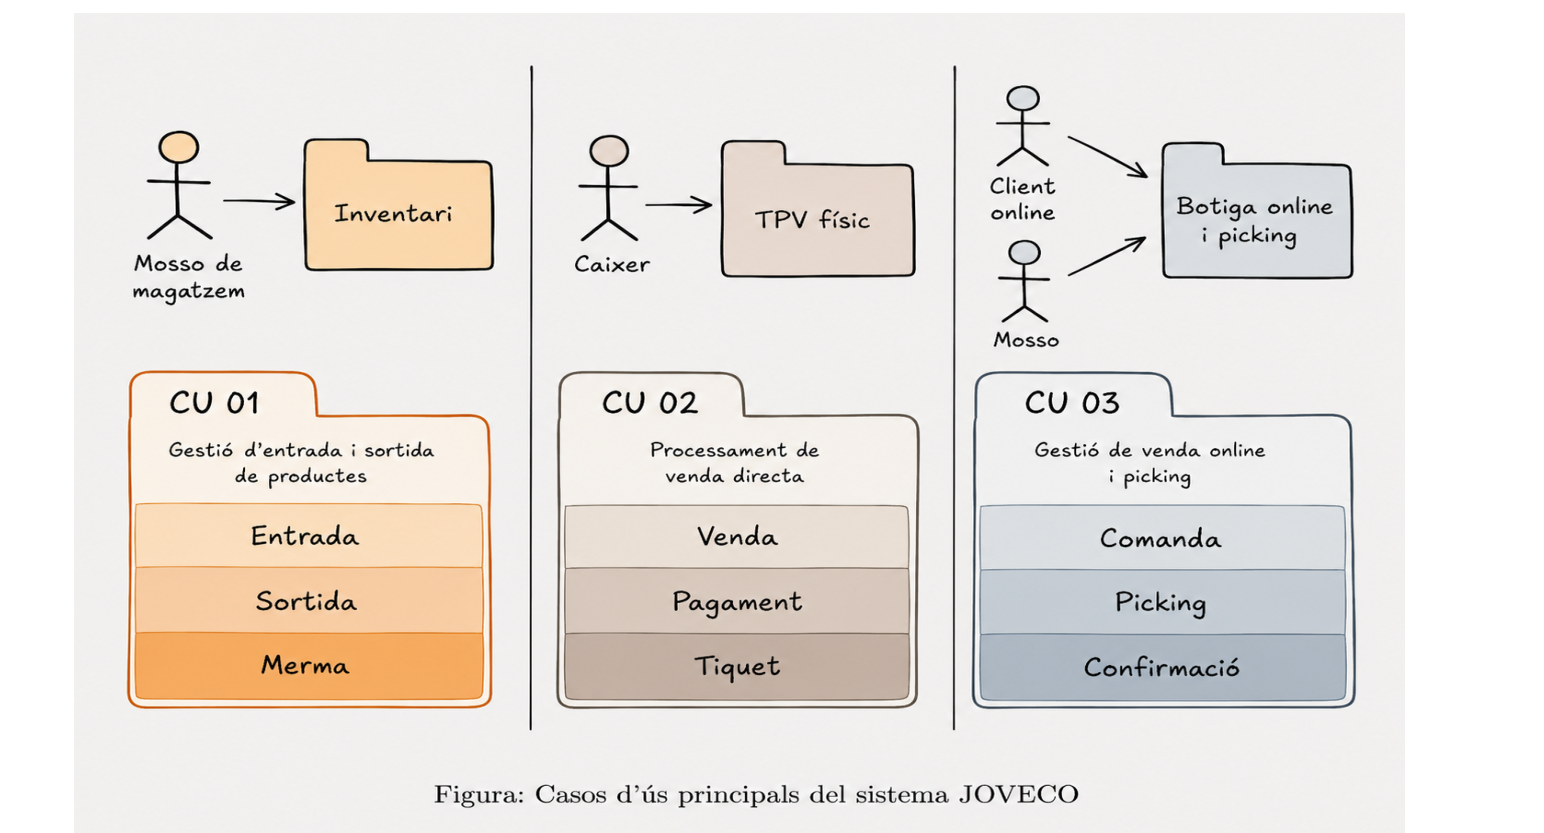 Mosso de
magatzem
Inventari
CU 01
Gestió d'entrada i sortida
de productes
Entrada
Sortida
Merma
Caixer
TPV físic
CU 02
Processament de
venda directa
Venda
Pagament
Tiquet
Client
online
Mosso
Botiga online
i picking
CU 03
Gestió de venda online
i picking
Comanda
Picking
Confirmació
Figura: Casos d'ús principals del sistema JOVECO